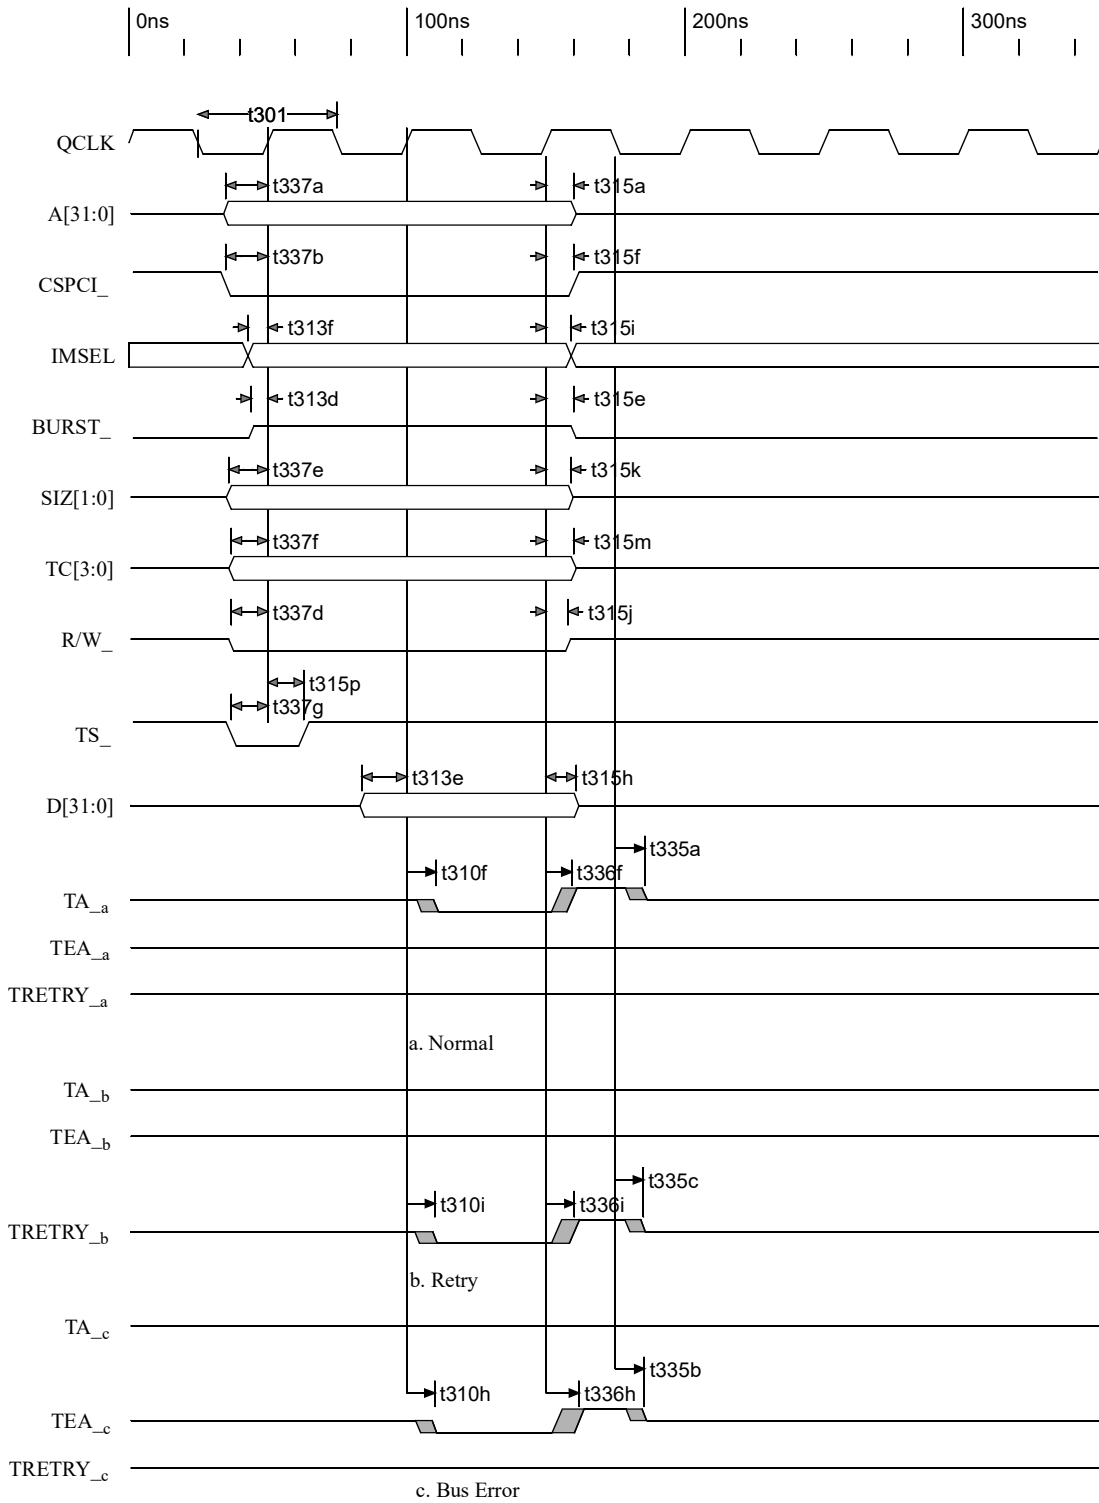 0ns 100ns 200ns 300ns
t301
QCLK
t337a t315a
A[31:0]
t337b t315f
CSPCI_
t313f t315i
IMSEL
t313d t315e
BURST_
t337e t315k
SIZ[1:0]
t337f t315m
TC[3:0]
t337d t315j
R/W_
t315p
t337g
TS_
t313e t315h
D[31:0]
t335a
t310f t336f
TA_a
TEA_a
TRETRY_a
a. Normal
TA_b
TEA_b
t335c
t310i t336i
TRETRY_b
b. Retry
TA_c
t335b
t310h t336h
TEA_c
TRETRY_c
c. Bus Error